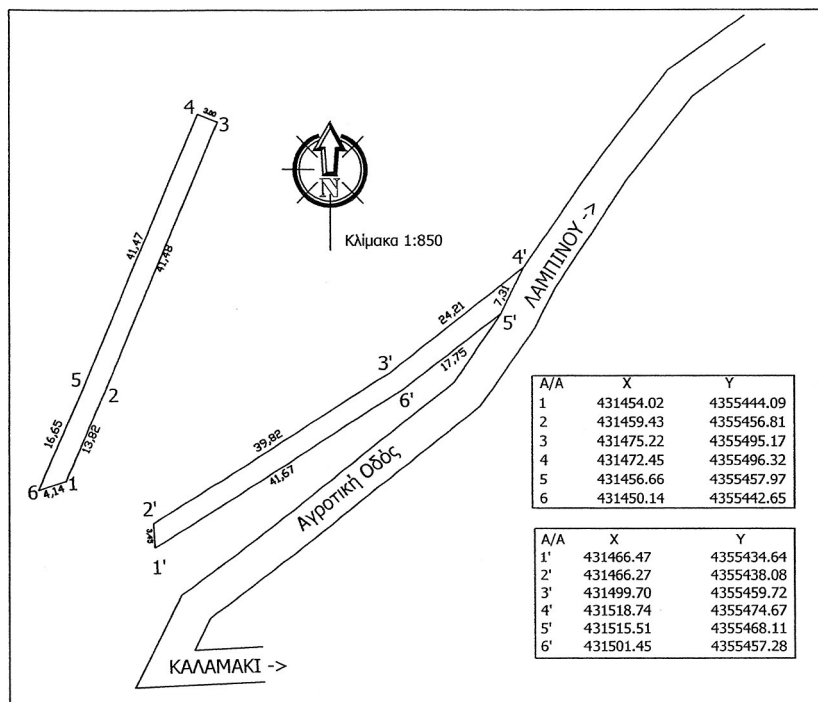 4
3,00
3
41,47
41,48
N
Κλίμακα 1:850
ΛΑΜΠΙΝΟΥ ->
4'
7,31
24,21
5'
17,75
3'
6'
5
2
16,65
13,82
6
4,14
1
39,82
41,67
2'
3,45
1'
Αγροτική Οδός
ΚΑΛΑΜΑΚΙ ->
Α/Α X Y
1 431454.02 4355444.09
2 431459.43 4355456.81
3 431475.22 4355495.17
4 431472.45 4355496.32
5 431456.66 4355457.97
6 431450.14 4355442.65
Α/Α X Y
1' 431466.47 4355434.64
2' 431466.27 4355438.08
3' 431499.70 4355459.72
4' 431518.74 4355474.67
5' 431515.51 4355468.11
6' 431501.45 4355457.28